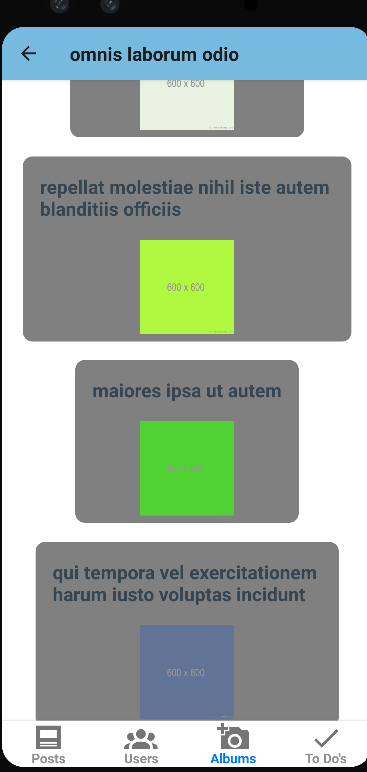 omnis laborum odio
600 x 600
repellat molestiae nihil iste autem
blanditiis officiis
600 x 600
maiores ipsa ut autem
qui tempora vel exercitationem
harum iusto voluptas incidunt
600 x 600
Posts
Users
Albums
To Do's